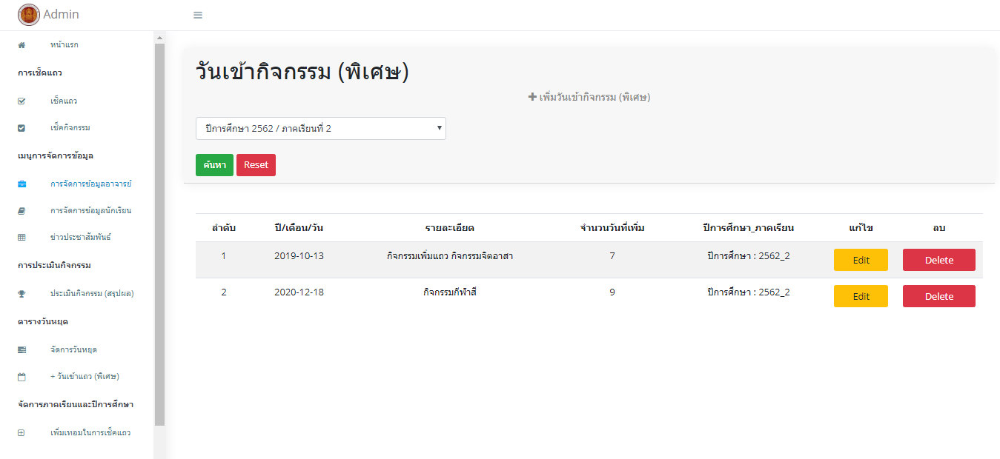 Admin
หน้าแรก
การเช็คแถว
เช็คแถว
เช็คกิจกรรม
เมนูการจัดการข้อมูล
การจัดการข้อมูลอาจารย์
การจัดการข้อมูลนักเรียน
ข่าวประชาสัมพันธ์
การประเมินกิจกรรม
ประเมินกิจกรรม (สรุปผล)
ตารางวันหยุด
จัดการวันหยุด
+ วันเข้าแถว (พิเศษ)
จัดการภาคเรียนและปีการศึกษา
เพิ่มเทอมในการเช็คแถว
วันเข้ากิจกรรม (พิเศษ)
เพิ่มวันเข้ากิจกรรม (พิเศษ)
ปีการศึกษา 2562 / ภาคเรียนที่ 2
ค้นหา Reset
ลำดับ ปี/เดือน/วัน รายละเอียด จำนวนวันที่เพิ่ม ปีการศึกษา_ภาคเรียน แก้ไข ลบ
1 2019-10-13 กิจกรรมเพิ่มแถว กิจกรรมจิตอาสา 7 ปีการศึกษา : 2562_2 Edit Delete
2 2020-12-18 กิจกรรมกีฬาสี 9 ปีการศึกษา : 2562_2 Edit Delete